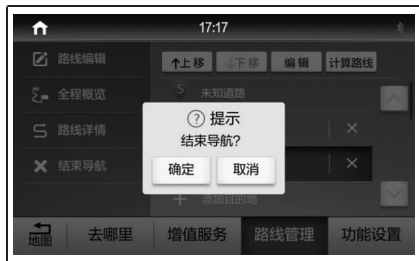 17:17
路线编辑
↑上移 ↓下移 编辑 计算路线
全程概览
S 未知道路
路线详情
? 提示
结束导航?
× 结束导航
确定 取消
+ 添加目的地
地图 去哪里 增值服务 路线管理 功能设置